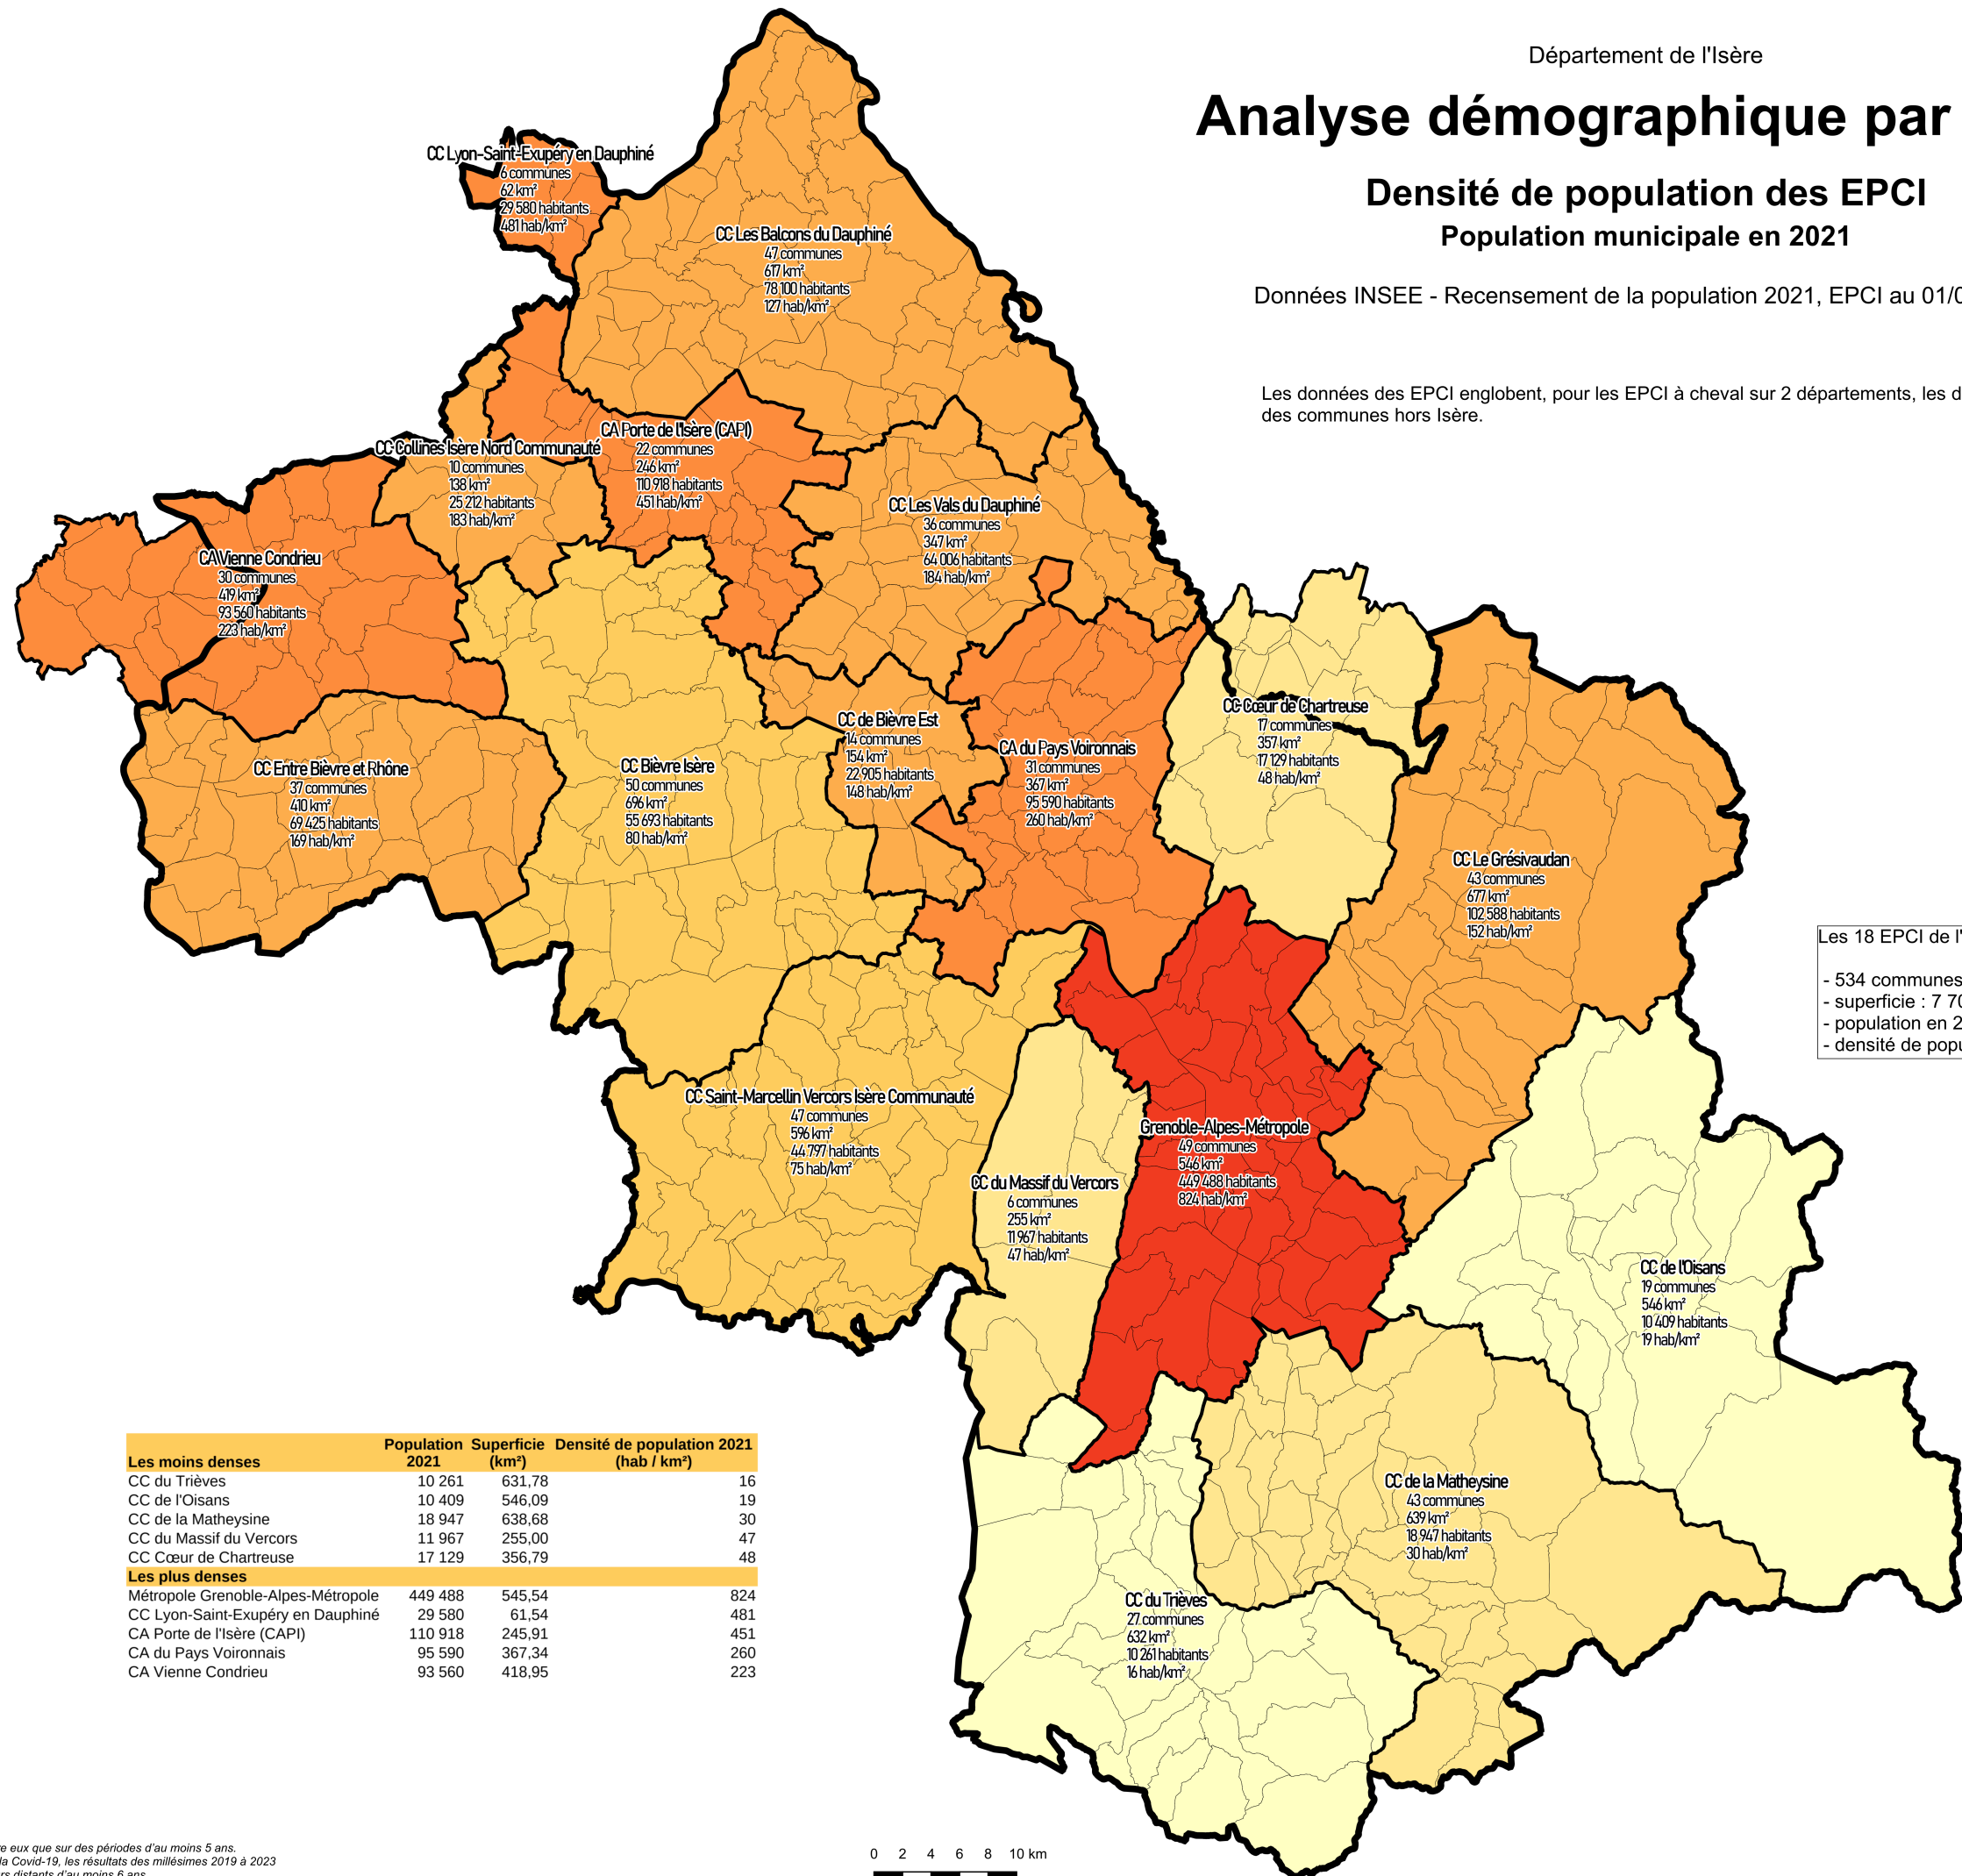 Département de l'Isère
Analyse démographique par
Densité de population des EPCI
Population municipale en 2021
Données INSEE - Recensement de la population 2021, EPCI au 01/0
Les données des EPCI englobent, pour les EPCI à cheval sur 2 départements, les d
des communes hors Isère.
CC Lyon-Saint-Exupéry en Dauphiné
6 communes
62 km²
29 580 habitants
481 hab/km²
CC Les Balcons du Dauphiné
47 communes
617 km²
78 100 habitants
127 hab/km²
CA Porte de l'Isère (CAPI)
22 communes
246 km²
110 918 habitants
451 hab/km²
CC Collines Isère Nord Communauté
10 communes
138 km²
25 212 habitants
183 hab/km²
CC Les Vals du Dauphiné
36 communes
347 km²
64 006 habitants
184 hab/km²
CA Vienne Condrieu
30 communes
419 km²
93 560 habitants
223 hab/km²
CC Cœur de Chartreuse
17 communes
357 km²
17 129 habitants
48 hab/km²
CC de Bièvre Est
14 communes
154 km²
22 905 habitants
148 hab/km²
CA du Pays Voironnais
31 communes
367 km²
95 590 habitants
260 hab/km²
CC Entre Bièvre et Rhône
37 communes
410 km²
69 425 habitants
169 hab/km²
CC Bièvre Isère
50 communes
696 km²
55 693 habitants
80 hab/km²
CC Le Grésivaudan
43 communes
677 km²
102 588 habitants
152 hab/km²
Les 18 EPCI de l'
- 534 communes
- superficie : 7 70
- population en 2
- densité de popu
CC Saint-Marcellin Vercors Isère Communauté
47 communes
596 km²
44 797 habitants
75 hab/km²
Grenoble-Alpes-Métropole
49 communes
546 km²
449 488 habitants
824 hab/km²
CC du Massif du Vercors
6 communes
255 km²
11 967 habitants
47 hab/km²
CC de l'Oisans
19 communes
546 km²
10 409 habitants
19 hab/km²
CC de la Matheysine
43 communes
639 km²
18 947 habitants
30 hab/km²
CC du Trièves
27 communes
632 km²
10 261 habitants
16 hab/km²
Les moins denses Population 2021 Superficie (km²) Densité de population 2021 (hab / km²)
CC du Trièves 10 261 631,78 16
CC de l'Oisans 10 409 546,09 19
CC de la Matheysine 18 947 638,68 30
CC du Massif du Vercors 11 967 255,00 47
CC Cœur de Chartreuse 17 129 356,79 48
Les plus denses
Métropole Grenoble-Alpes-Métropole 449 488 545,54 824
CC Lyon-Saint-Exupéry en Dauphiné 29 580 61,54 481
CA Porte de l'Isère (CAPI) 110 918 245,91 451
CA du Pays Voironnais 95 590 367,34 260
CA Vienne Condrieu 93 560 418,95 223
e eux que sur des périodes d'au moins 5 ans.
la Covid-19, les résultats des millésimes 2019 à 2023
rs distants d'au moins 6 ans
0 2 4 6 8 10 km